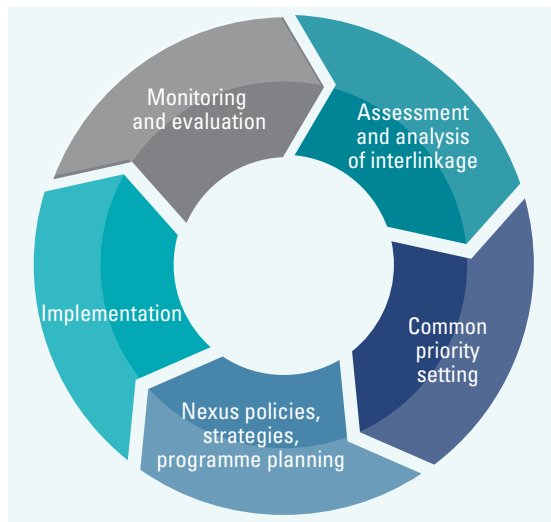 Monitoring
and evaluation
Assessment
and analysis
of interlinkage
Common
priority
setting
Nexus policies,
strategies,
programme planning
Implementation